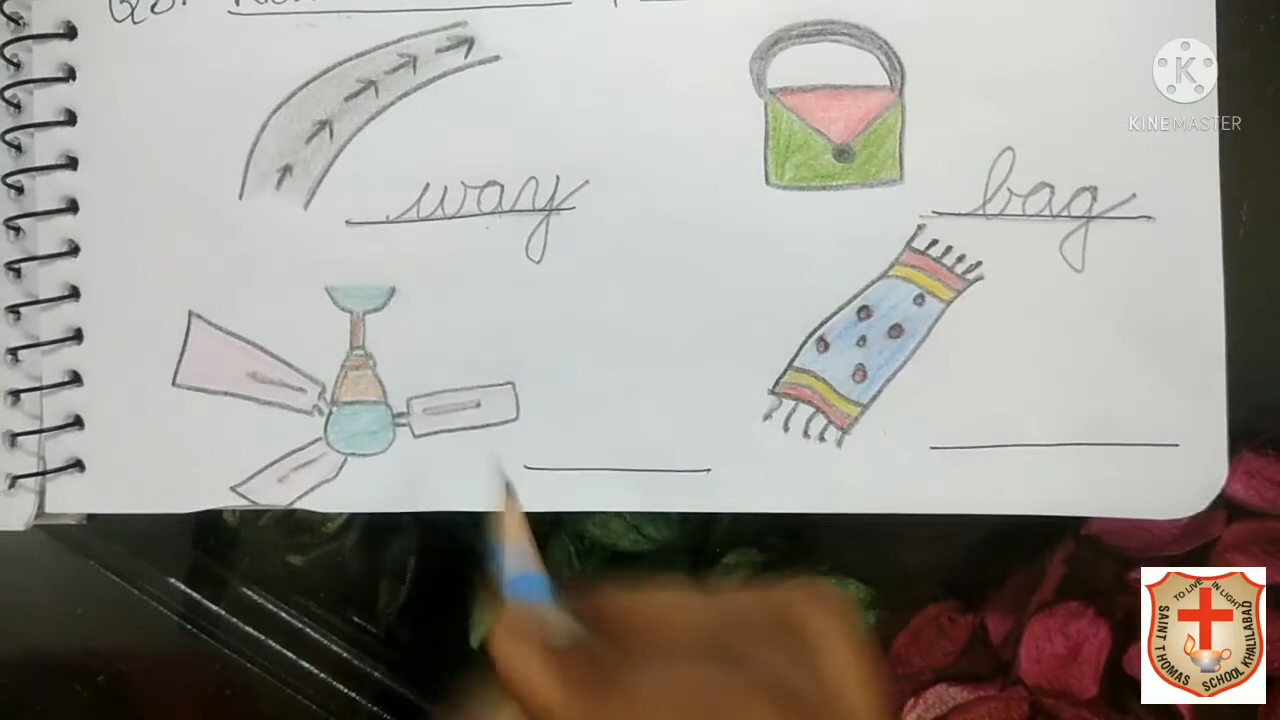 way
bag
KINEMASTER
TO LIVE IN LIGHT
SAINT THOMAS SCHOOL KHALILABAD